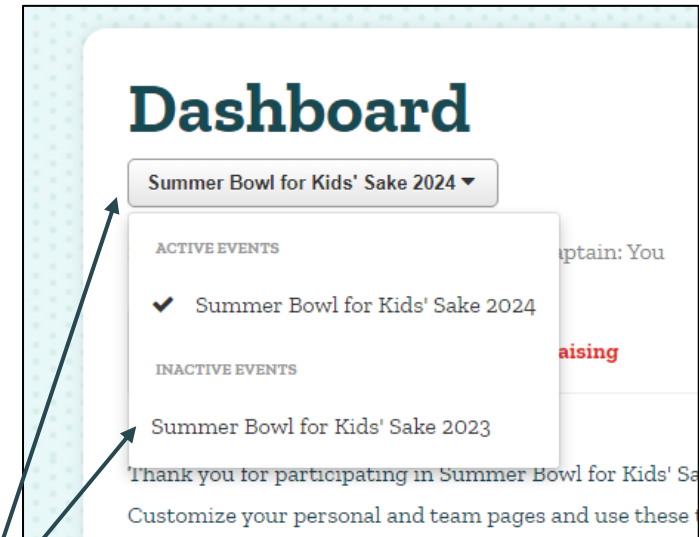 Dashboard
Summer Bowl for Kids' Sake 2024
ACTIVE EVENTS
aptain: You
Summer Bowl for Kids' Sake 2024
aising
INACTIVE EVENTS
Summer Bowl for Kids' Sake 2023
Thank you for participating in Summer Bowl for Kids' Sa
Customize your personal and team pages and use these